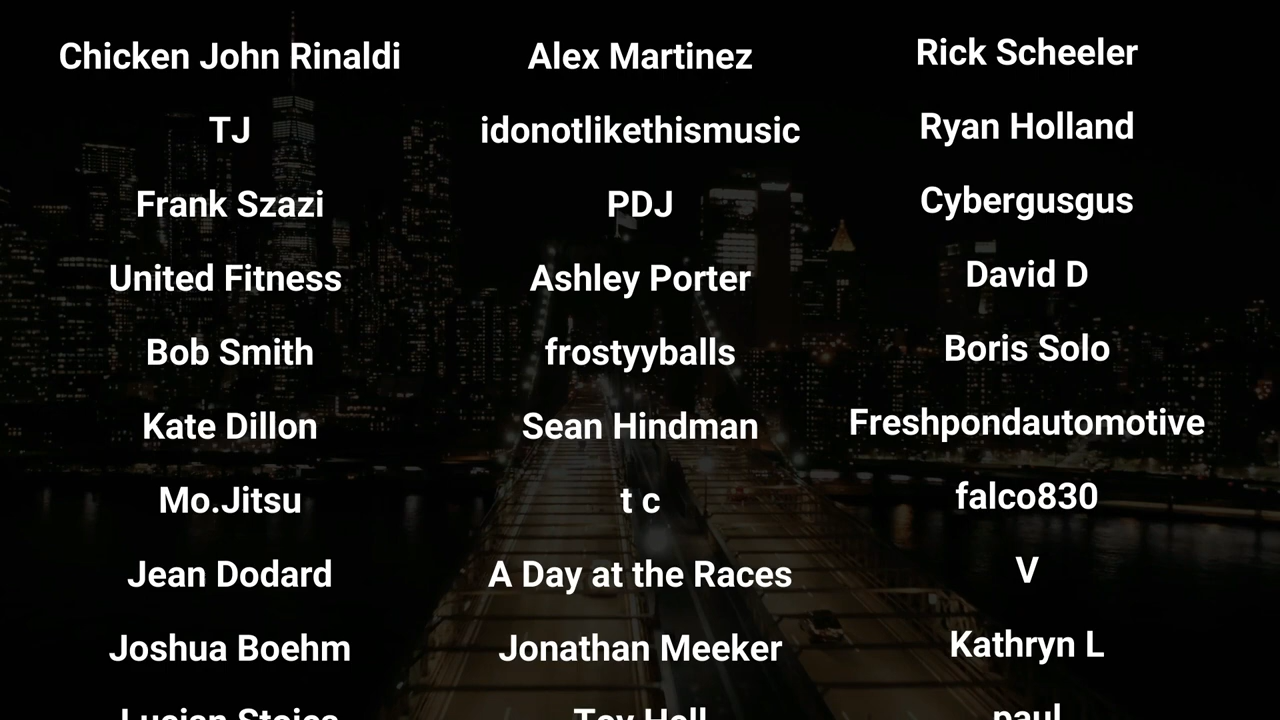 Chicken John Rinaldi
TJ
Frank Szazi
United Fitness
Bob Smith
Kate Dillon
Mo.Jitsu
Jean Dodard
Joshua Boehm
Alex Martinez
idonotlikethismusic
PDJ
Ashley Porter
frostyyballs
Sean Hindman
t c
A Day at the Races
Jonathan Meeker
Rick Scheeler
Ryan Holland
Cybergusgus
David D
Boris Solo
Freshpondautomotive
falco830
V
Kathryn L
paul